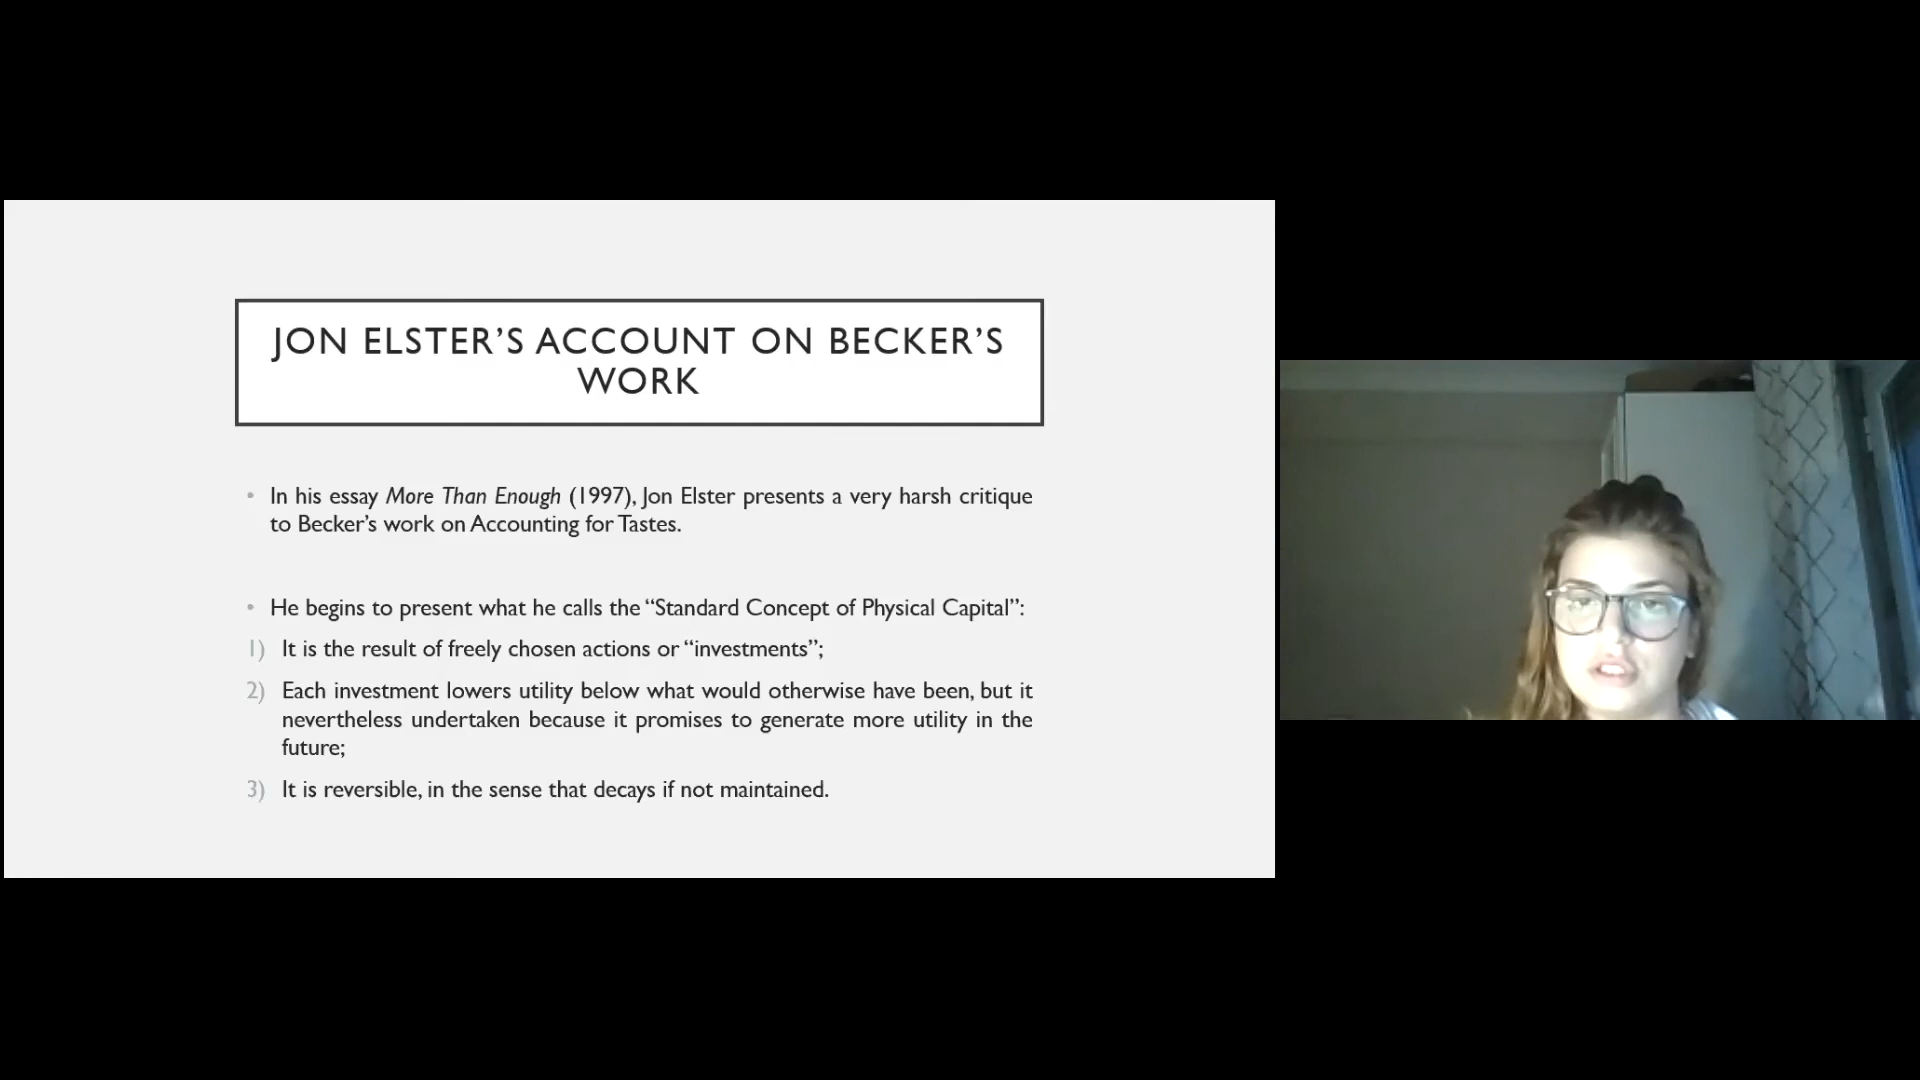 JON ELSTER’S ACCOUNT ON BECKER’S
WORK
• In his essay More Than Enough (1997), Jon Elster presents a very harsh critique
to Becker’s work on Accounting for Tastes.
• He begins to present what he calls the “Standard Concept of Physical Capital”:
1) It is the result of freely chosen actions or “investments”;
2) Each investment lowers utility below what would otherwise have been, but it
nevertheless undertaken because it promises to generate more utility in the
future;
3) It is reversible, in the sense that decays if not maintained.